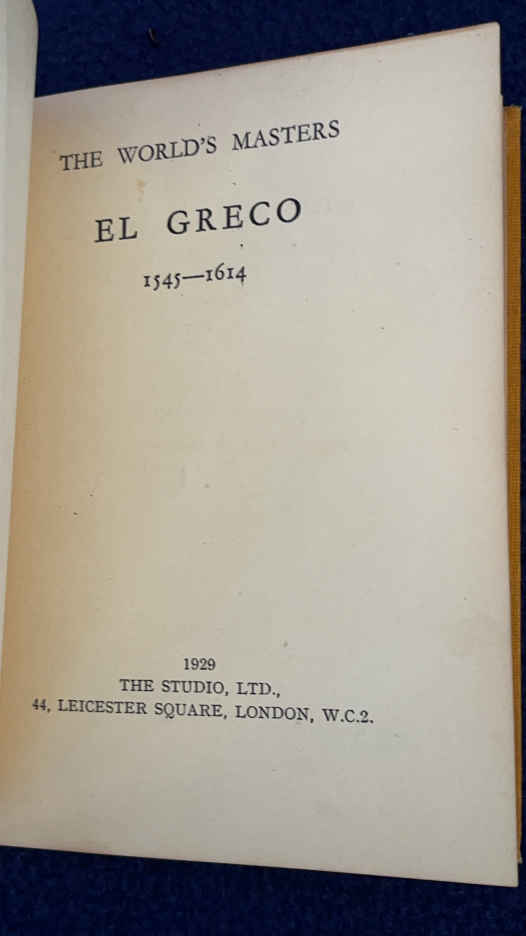 THE WORLD'S MASTERS
EL GRECO
1545—1614
1929
THE STUDIO, LTD.,
44, LEICESTER SQUARE, LONDON, W.C.2.